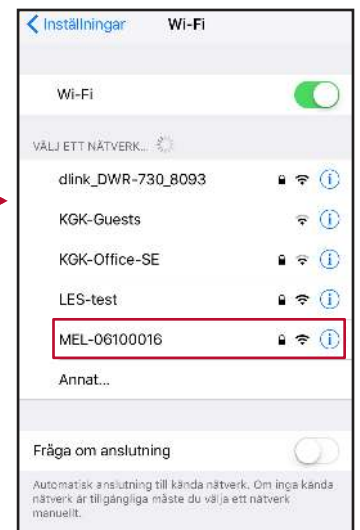 Inställningar Wi-Fi
Wi-Fi
VÄLJ ETT NÄTVERK...
dlink_DWR-730_8093
KGK-Guests
KGK-Office-SE
LES-test
MEL-06100016
Annat...
Fråga om anslutning
Automatisk anslutning till kända nätverk. Om inga kända
nätverk är tillgängliga måste du välja ett nätverk
manuellt.